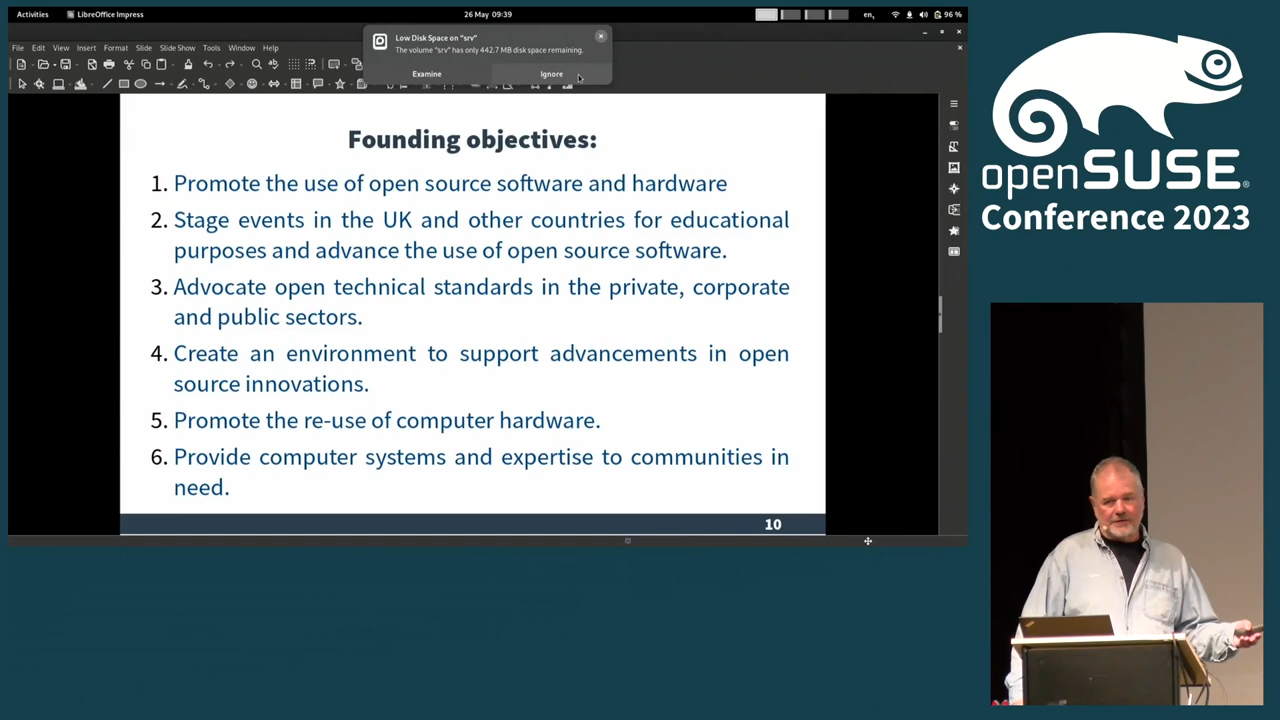 Activities LibreOffice Impress 26 May 09:39 en, 96 %
Low Disk Space on "srv"
The volume "srv" has only 442.7 MB disk space remaining.
Examine Ignore
File Edit View Insert Format Slide Slide Show Tools Window Help
Founding objectives:
1. Promote the use of open source software and hardware
2. Stage events in the UK and other countries for educational
purposes and advance the use of open source software.
3. Advocate open technical standards in the private, corporate
and public sectors.
4. Create an environment to support advancements in open
source innovations.
5. Promote the re-use of computer hardware.
6. Provide computer systems and expertise to communities in
need.
10
openSUSE®
Conference 2023